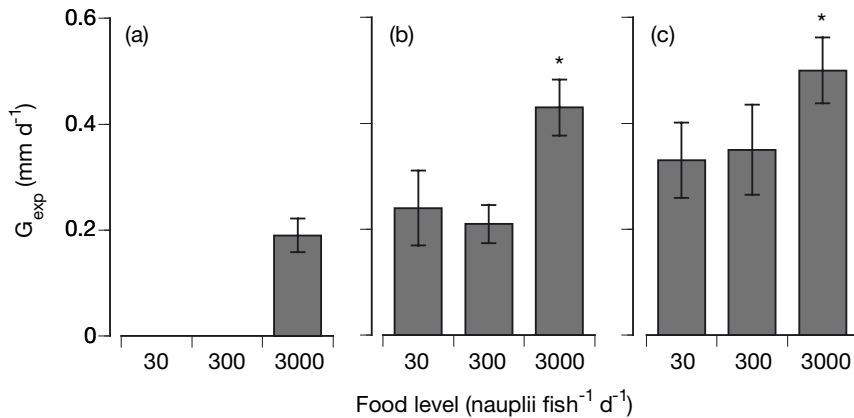 0.6
(a)
(b)
(c)
*
*
0.4
0.2
0
G_exp (mm d⁻¹)
30 300 3000
30 300 3000
30 300 3000
Food level (nauplii fish⁻¹ d⁻¹)